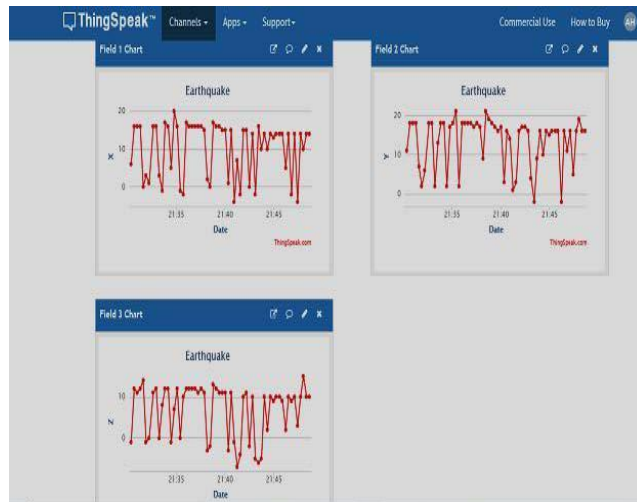 ThingSpeak™ Channels Apps Support Commercial Use How to Buy AH
Field 1 Chart
Earthquake
20
10
0
X
21:35 21:40 21:45
Date
ThingSpeak.com
Field 2 Chart
Earthquake
20
10
0
Y
21:35 21:40 21:45
Date
ThingSpeak.com
Field 3 Chart
Earthquake
10
0
Z
21:35 21:40 21:45
Date